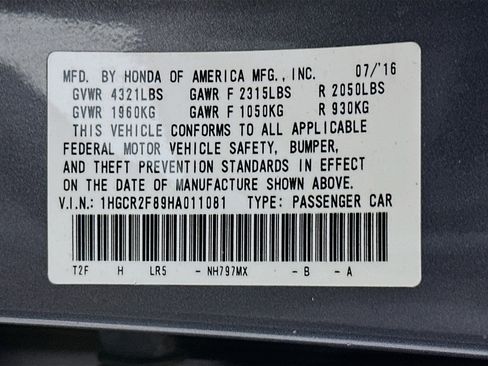 MFD. BY HONDA OF AMERICA MFG., INC. 07/'16
GVWR 4321LBS GAWR F 2315LBS R 2050LBS
GVWR 1960KG GAWR F 1050KG R 930KG
THIS VEHICLE CONFORMS TO ALL APPLICABLE
FEDERAL MOTOR VEHICLE SAFETY, BUMPER,
AND THEFT PREVENTION STANDARDS IN EFFECT
ON THE DATE OF MANUFACTURE SHOWN ABOVE.
V.I.N.: 1HGCR2F89HA011081 TYPE: PASSENGER CAR
T2F H LR5 - NH797MX - B - A